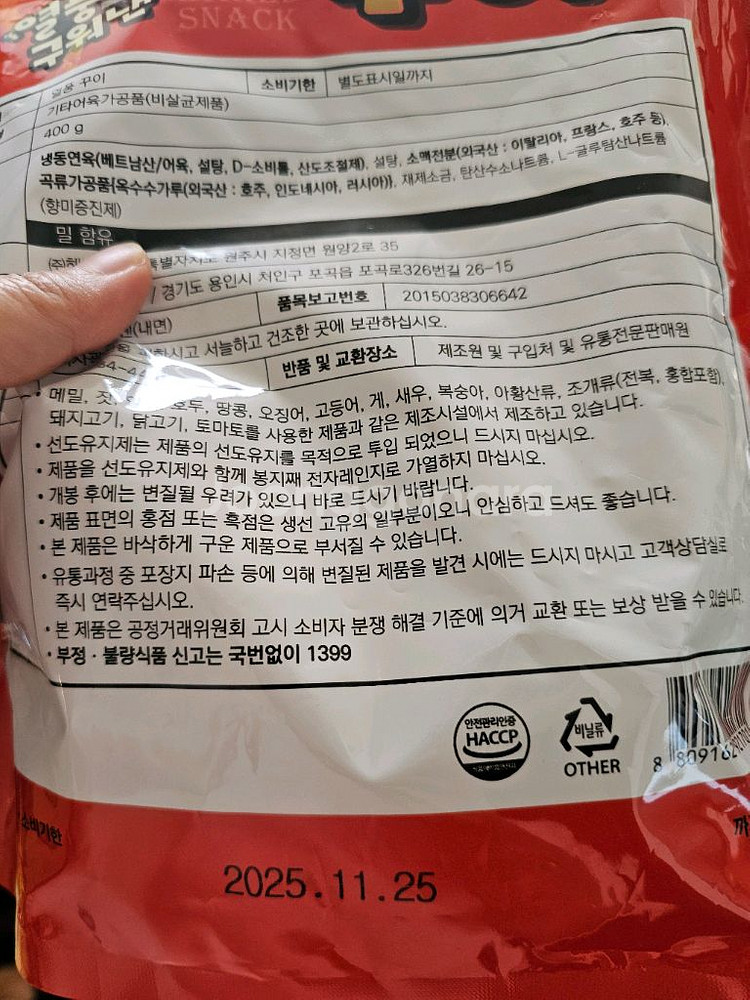 구워낸
SNACK
꾸이
소비기한
별도표시일까지
기타어육가공품(비살균제품)
400 g
냉동연육(베트남산/어육, 설탕, D-소비톨, 산도조절제), 설탕, 소맥전분(외국산 : 이탈리아, 프랑스, 호주 등),
곡류가공품{옥수수가루(외국산 : 호주, 인도네시아, 러시아)}, 재제소금, 탄산수소나트륨, L-글루탐산나트륨
(향미증진제)
밀 함유
원주시 지정면 원양2로 35
/ 경기도 용인시 처인구 포곡읍 포곡로326번길 26-15
품목보고번호
2015038306642
(내면)
서늘하고 건조한 곳에 보관하십시오.
반품 및 교환장소
제조원 및 구입처 및 유통전문판매원
• 메밀, 호두, 땅콩, 오징어, 고등어, 게, 새우, 복숭아, 아황산류, 조개류(전복, 홍합포함),
돼지고기, 닭고기, 토마토를 사용한 제품과 같은 제조시설에서 제조하고 있습니다.
• 선도유지제는 제품의 선도유지를 목적으로 투입 되었으니 드시지 마십시오.
• 제품을 선도유지제와 함께 봉지째 전자레인지로 가열하지 마십시오.
• 개봉 후에는 변질될 우려가 있으니 바로 드시기 바랍니다.
• 제품 표면의 홍점 또는 흑점은 생선 고유의 일부분이오니 안심하고 드셔도 좋습니다.
• 본 제품은 바삭하게 구운 제품으로 부서질 수 있습니다.
• 유통과정 중 포장지 파손 등에 의해 변질된 제품을 발견 시에는 드시지 마시고 고객상담실로
즉시 연락주십시오.
• 본 제품은 공정거래위원회 고시 소비자 분쟁 해결 기준에 의거 교환 또는 보상 받을 수 있습니다.
• 부정 · 불량식품 신고는 국번없이 1399
안전관리인증
HACCP
비닐류
OTHER
소비기한
2025.11.25